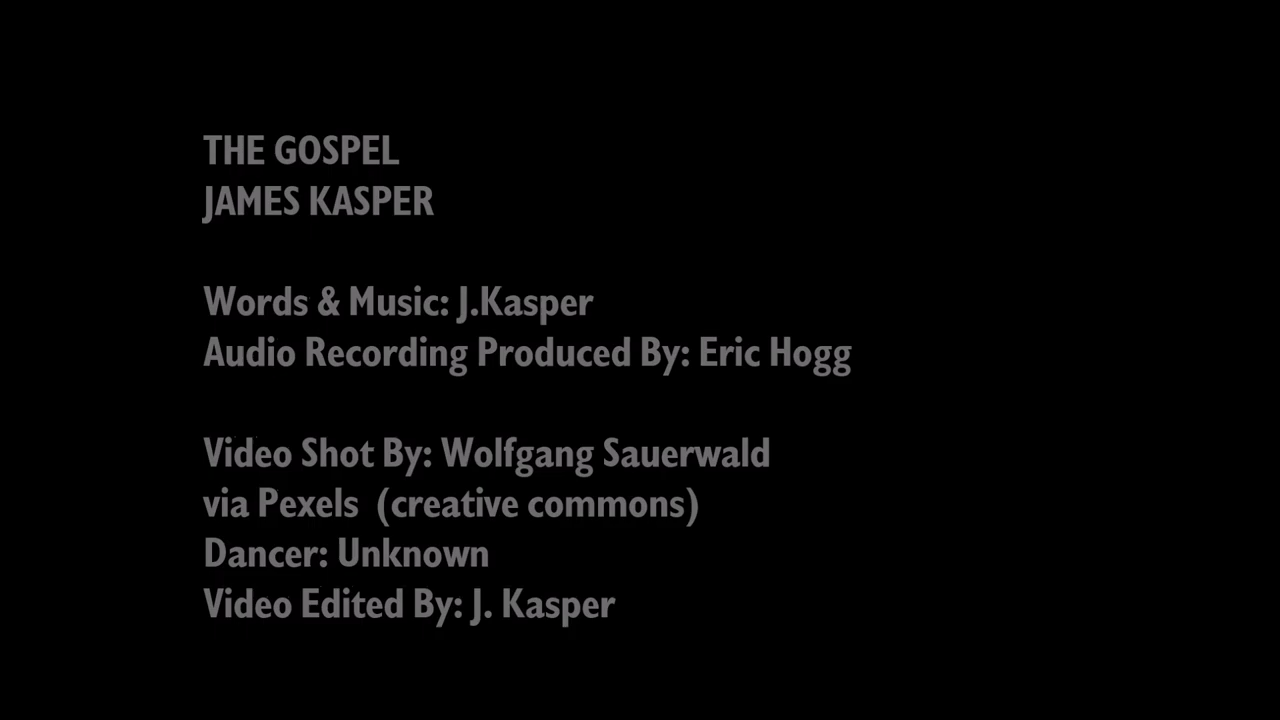 THE GOSPEL
JAMES KASPER
Words & Music: J.Kasper
Audio Recording Produced By: Eric Hogg
Video Shot By: Wolfgang Sauerwald
via Pexels  (creative commons)
Dancer: Unknown
Video Edited By: J. Kasper